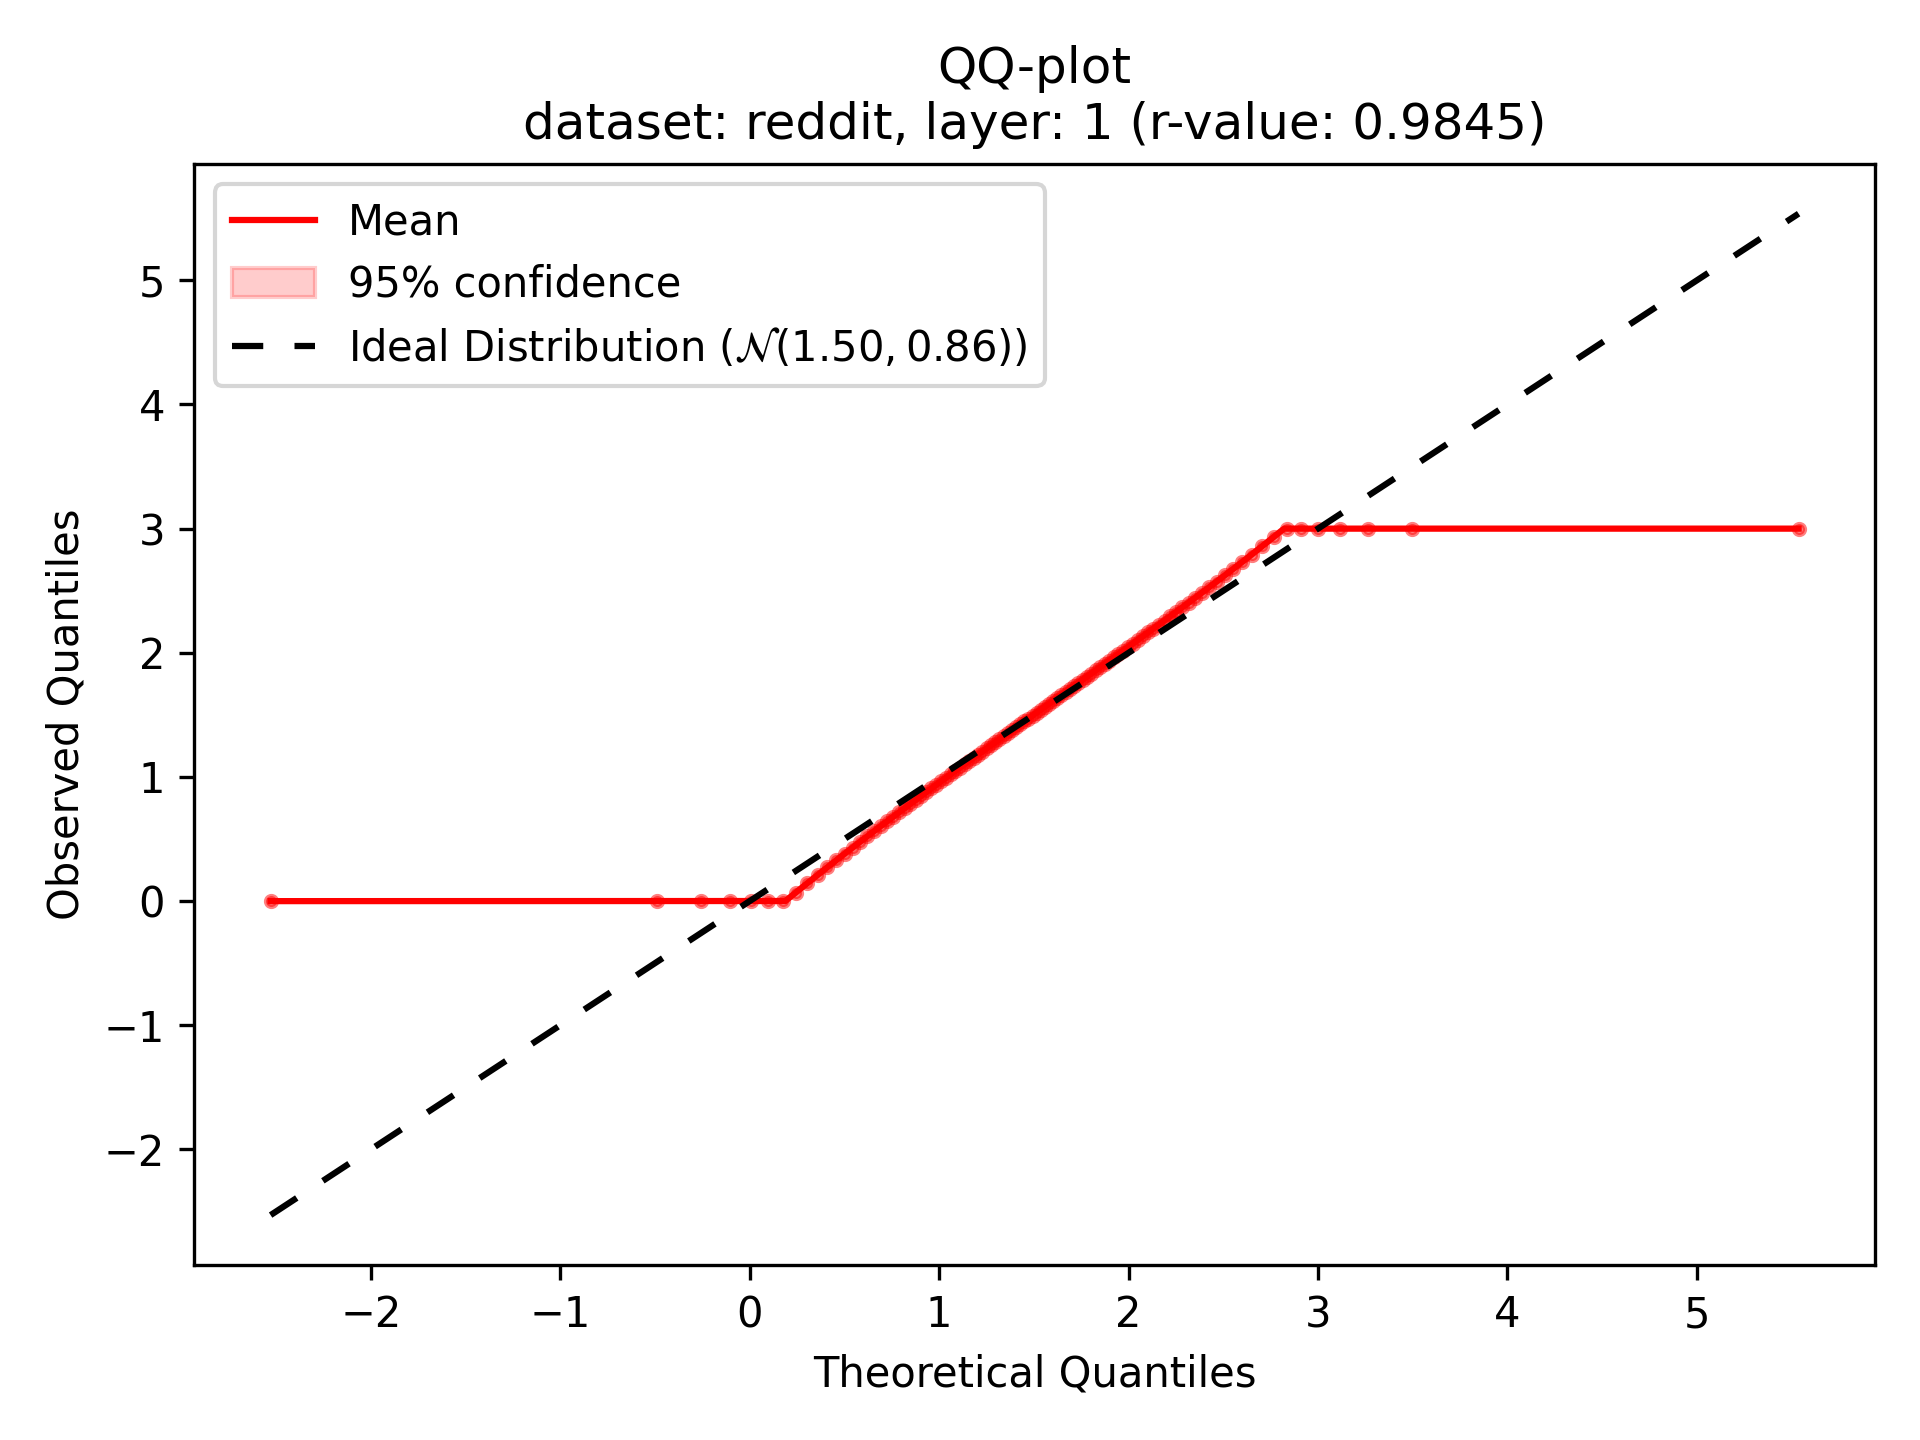 QQ-plot
dataset: reddit, layer: 1 (r-value: 0.9845)
Mean
95% confidence
Ideal Distribution (𝒩(1.50, 0.86))
5
4
3
2
1
0
−1
−2
Observed Quantiles
−2 −1 0 1 2 3 4 5
Theoretical Quantiles